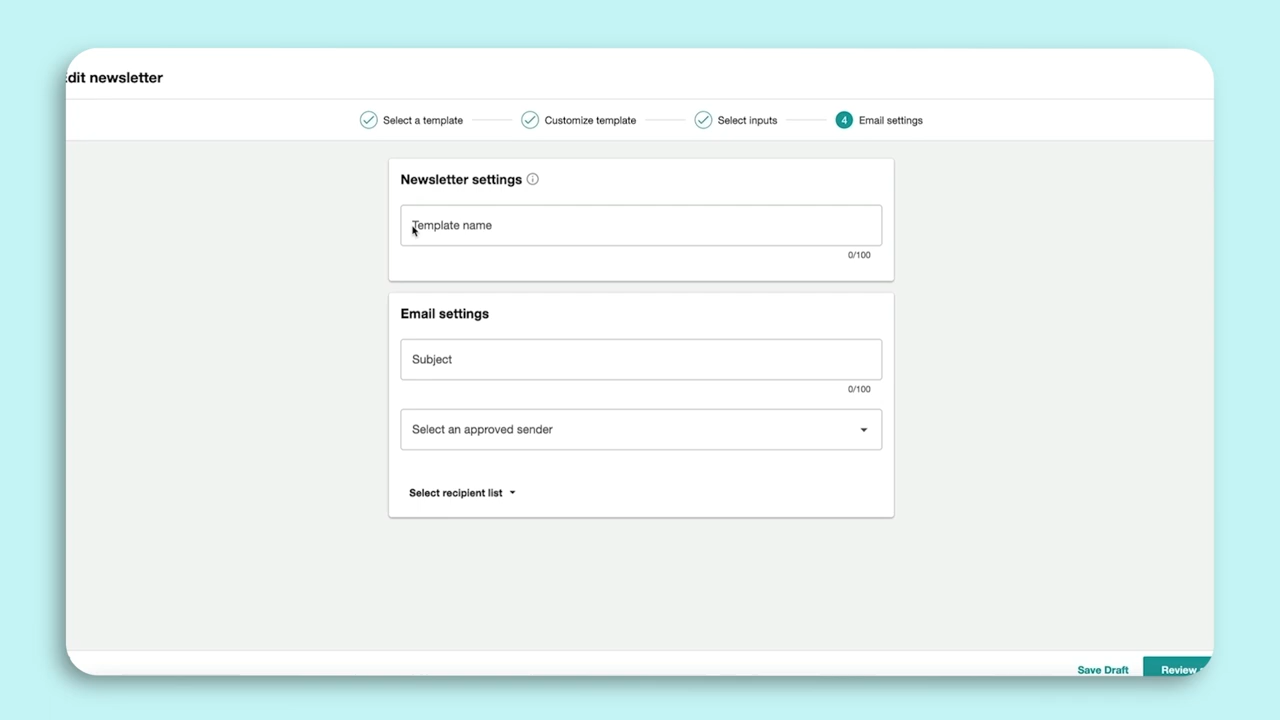 dit newsletter
Select a template
Customize template
Select inputs
4 Email settings
Newsletter settings
Template name
0/100
Email settings
Subject
0/100
Select an approved sender
Select recipient list
Save Draft
Review